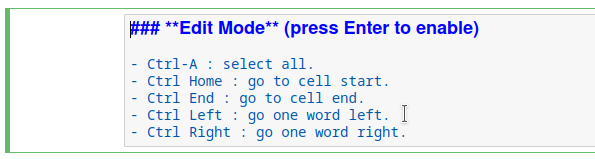 ### **Edit Mode** (press Enter to enable)
- Ctrl-A : select all.
- Ctrl Home : go to cell start.
- Ctrl End : go to cell end.
- Ctrl Left : go one word left.
- Ctrl Right : go one word right.